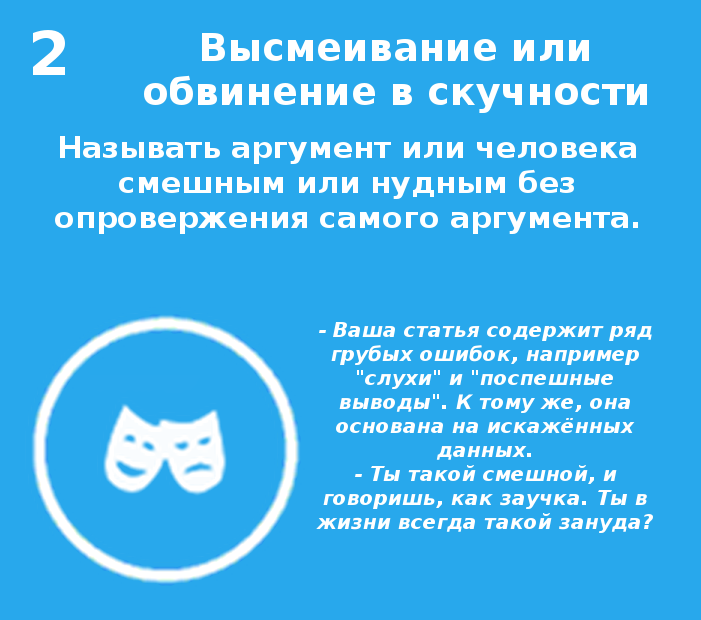 2
Высмеивание или
обвинение в скучности
Называть аргумент или человека
смешным или нудным без
опровержения самого аргумента.
- Ваша статья содержит ряд
грубых ошибок, например
"слухи" и "поспешные
выводы". К тому же, она
основана на искажённых
данных.
- Ты такой смешной, и
говоришь, как заучка. Ты в
жизни всегда такой зануда?